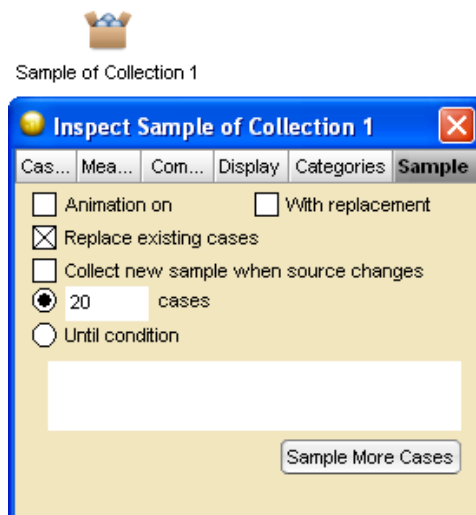 Sample of Collection 1
Inspect Sample of Collection 1
Cas... Mea... Com... Display Categories Sample
Animation on With replacement
Replace existing cases
Collect new sample when source changes
20 cases
Until condition
Sample More Cases